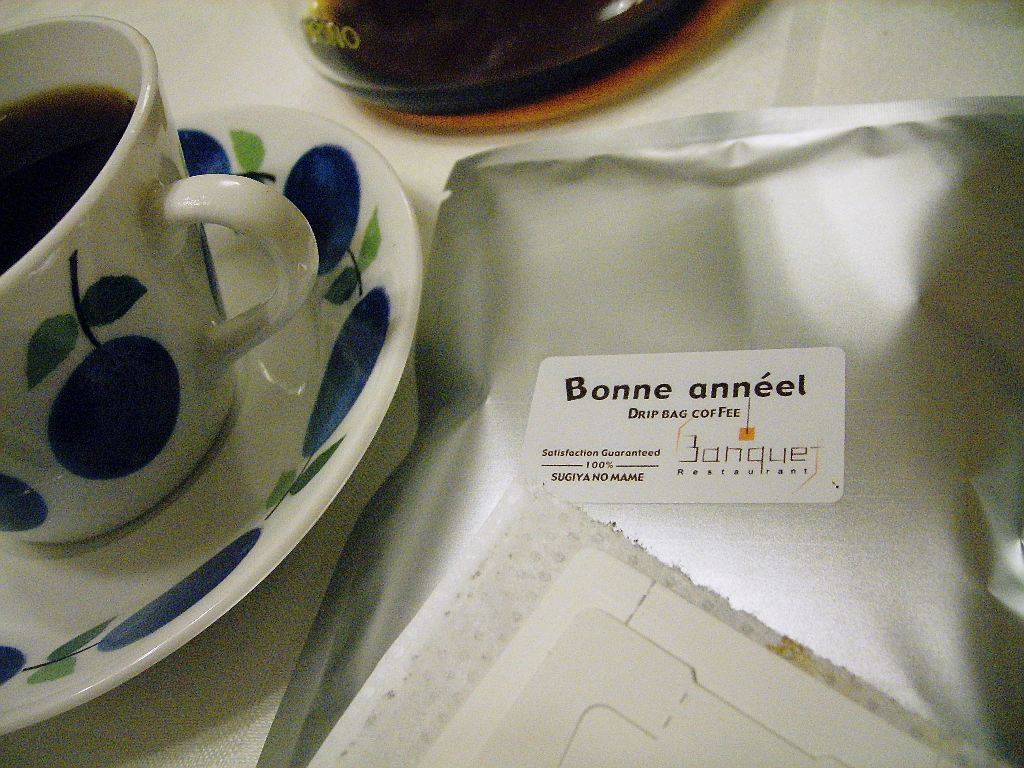 Bonne annéel
DRIP BAG COFFEE
Satisfaction Guaranteed
100%
SUGIYA NO MAME
Banquet
Restaurant